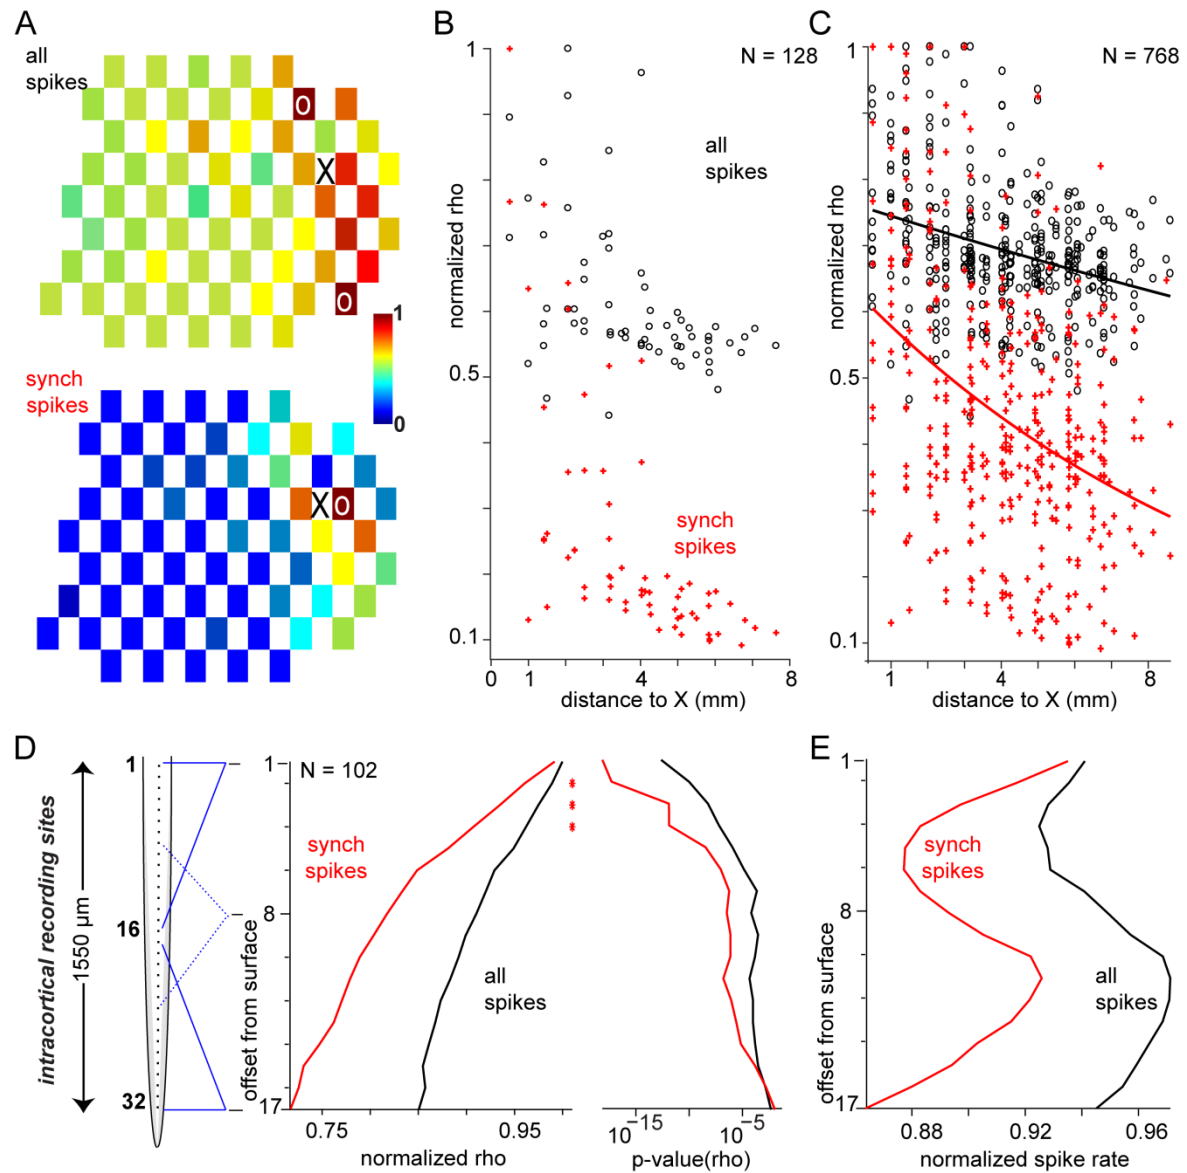 A
all
spikes
O
X
O
1
0
synch
spikes
X O
B
N = 128
1
0.5
0.1
normalized rho
all
spikes
synch
spikes
0
1
4
8
distance to X (mm)
C
N = 768
1
0.5
0.1
normalized rho
1
4
8
distance to X (mm)
D
intracortical recording sites
1550 µm
1
16
32
offset from surface
1
8
17
N = 102
synch
spikes
all
spikes
0.75
0.95
normalized rho
10-15
10-5
p-value(rho)
E
1
8
17
offset from surface
synch
spikes
all
spikes
0.88
0.92
0.96
normalized spike rate